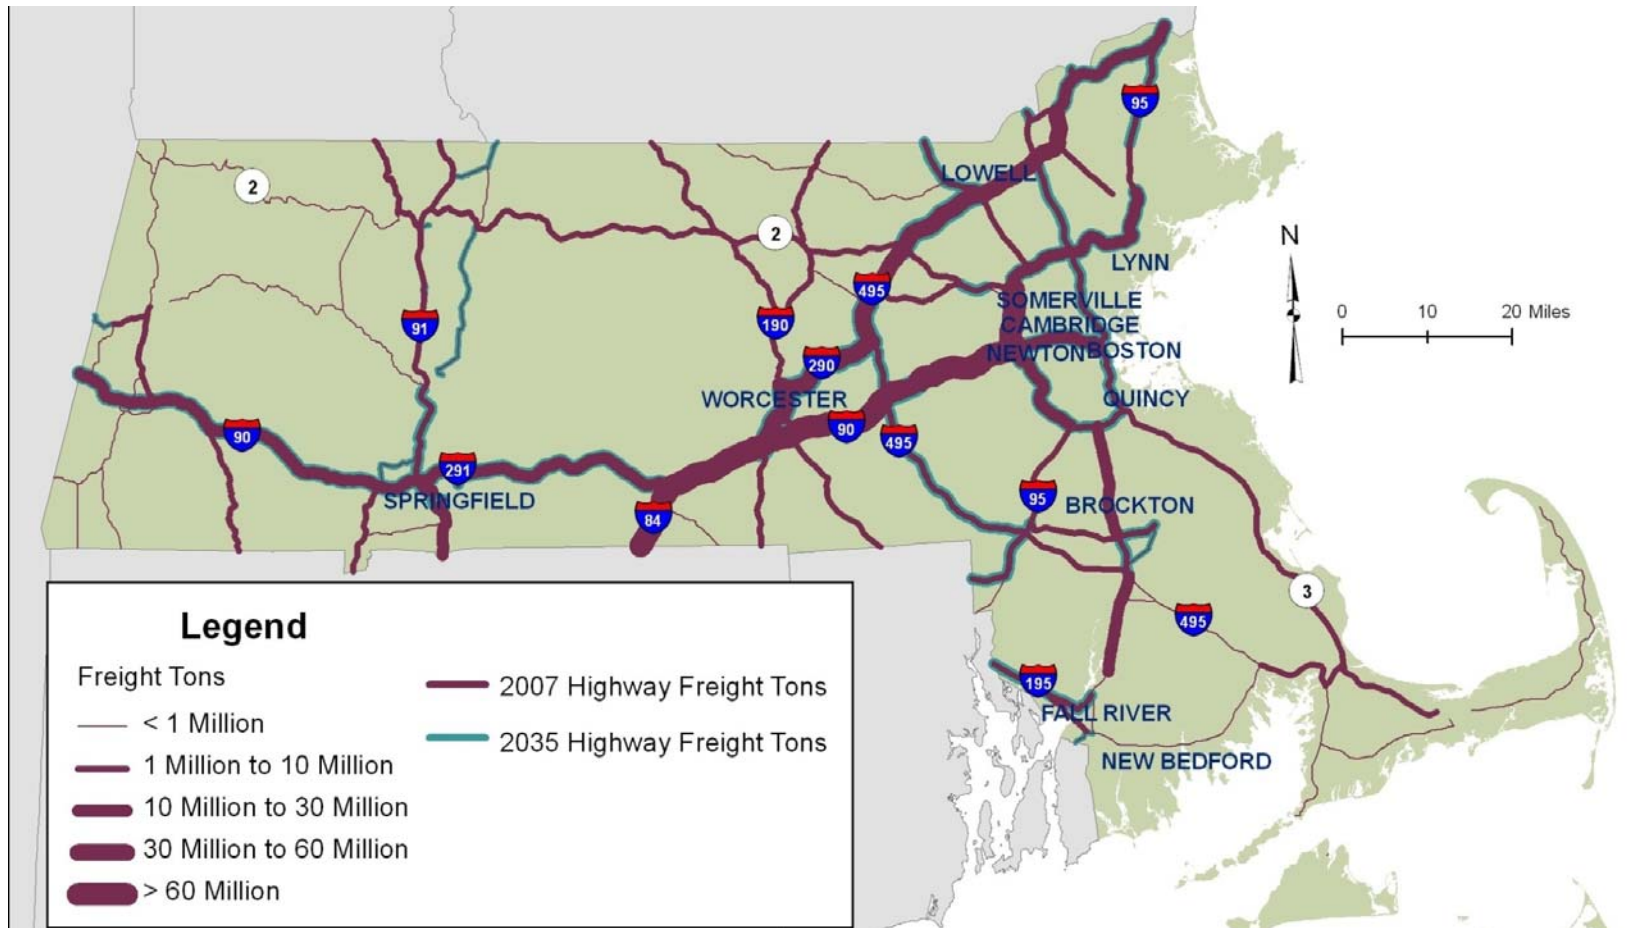 95
LOWELL
2
2
N
LYNN
495
SOMERVILLE
0 10 20 Miles
91
190
CAMBRIDGE
NEWTON BOSTON
290
WORCESTER
QUINCY
90
90
495
291
SPRINGFIELD
95
BROCKTON
84
3
495
195
FALL RIVER
NEW BEDFORD
Legend
Freight Tons
< 1 Million
1 Million to 10 Million
10 Million to 30 Million
30 Million to 60 Million
> 60 Million
2007 Highway Freight Tons
2035 Highway Freight Tons